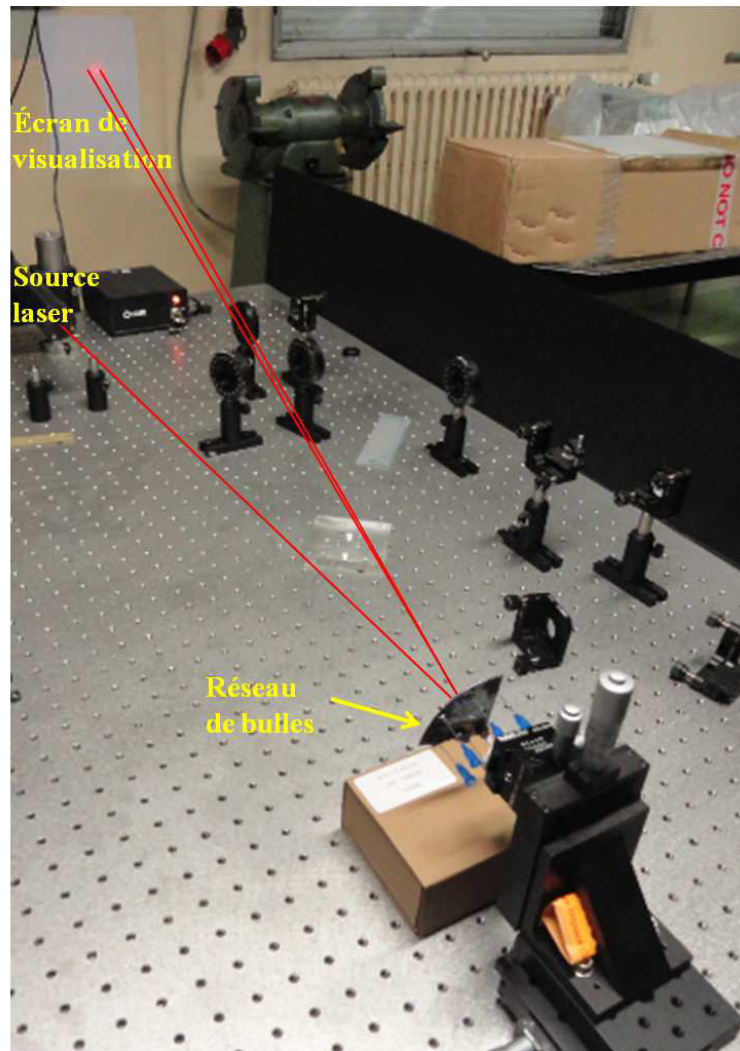 Écran de
visualisation
Source
laser
Réseau
de bulles
DO NOT C